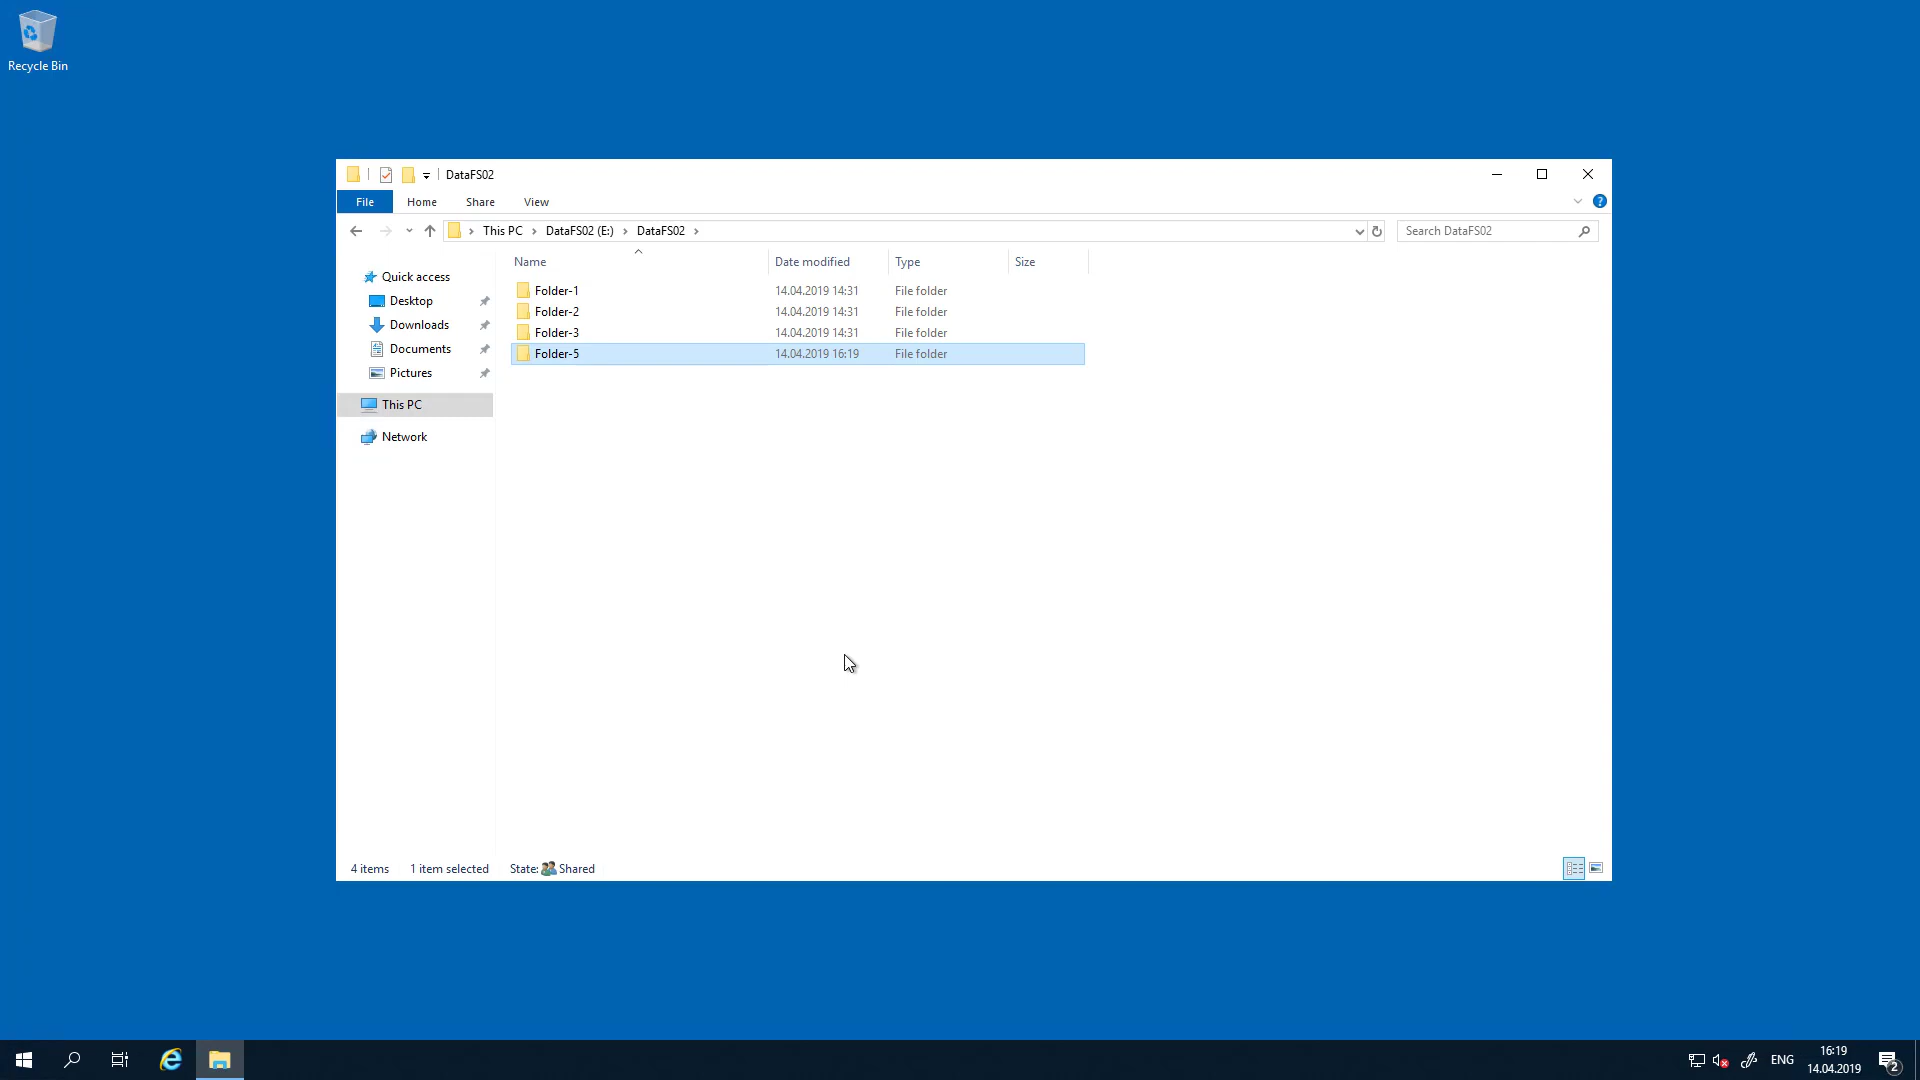 Recycle Bin
DataFS02
File Home Share View
This PC DataFS02 (E:) DataFS02
Search DataFS02
Name Date modified Type Size
Quick access
Desktop
Downloads
Documents
Pictures
This PC
Network
Folder-1 14.04.2019 14:31 File folder
Folder-2 14.04.2019 14:31 File folder
Folder-3 14.04.2019 14:31 File folder
Folder-5 14.04.2019 16:19 File folder
4 items 1 item selected State: Shared
ENG
16:19
14.04.2019
2